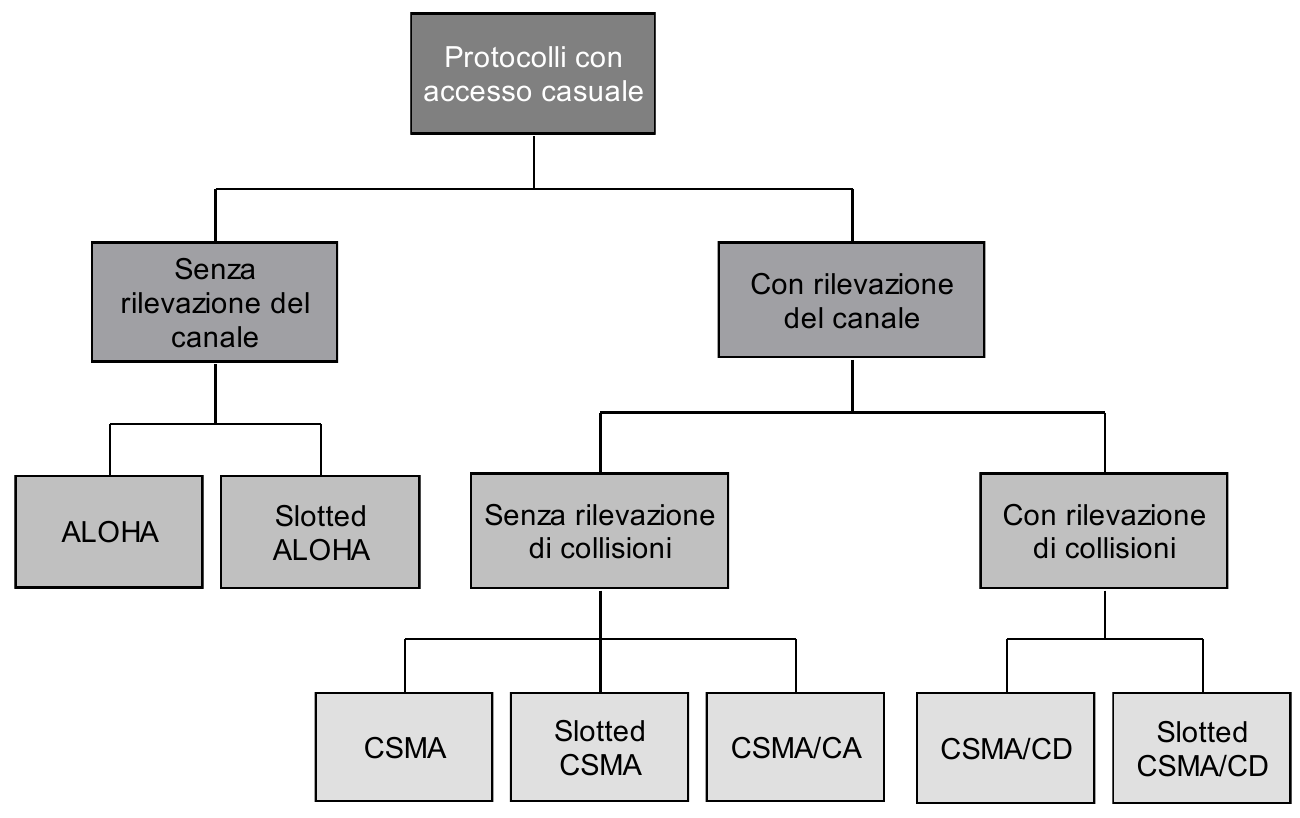 Protocolli con
accesso casuale
Senza
rilevazione del
canale
Con rilevazione
del canale
ALOHA
Slotted
ALOHA
Senza rilevazione
di collisioni
Con rilevazione
di collisioni
CSMA
Slotted
CSMA
CSMA/CA
CSMA/CD
Slotted
CSMA/CD